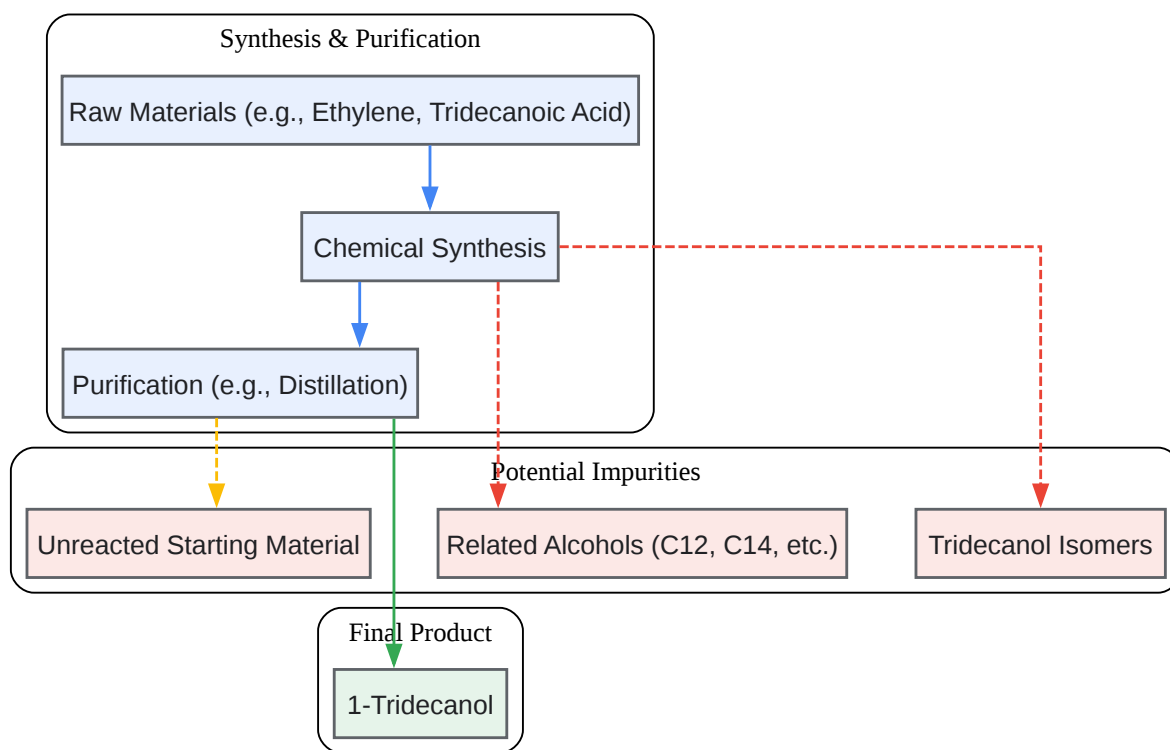 Synthesis & Purification
Raw Materials (e.g., Ethylene, Tridecanoic Acid)
Chemical Synthesis
Purification (e.g., Distillation)
Potential Impurities
Unreacted Starting Material
Related Alcohols (C12, C14, etc.)
Tridecanol Isomers
Final Product
1-Tridecanol